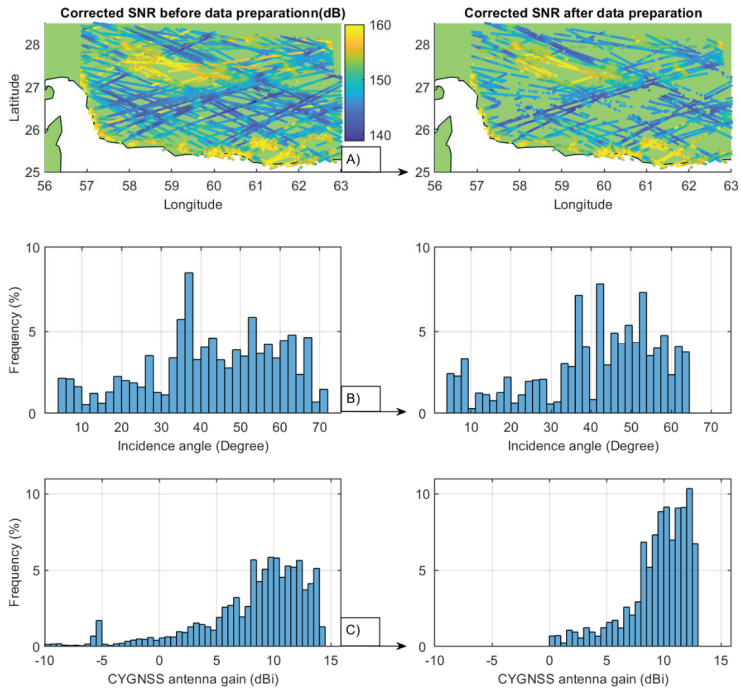 Corrected SNR before data preparationn(dB)
Corrected SNR after data preparation
28
27
26
25
Latitude
160
150
140
28
27
26
25
A)
56 57 58 59 60 61 62 63
56 57 58 59 60 61 62 63
Longitude
Longitude
10
5
0
Frequency (%)
10
5
0
B)
10 20 30 40 50 60 70
10 20 30 40 50 60 70
Incidence angle (Degree)
Incidence angle (Degree)
10
5
0
Frequency (%)
10
5
0
C)
-10 -5 0 5 10 15
-10 -5 0 5 10 15
CYGNSS antenna gain (dBi)
CYGNSS antenna gain (dBi)